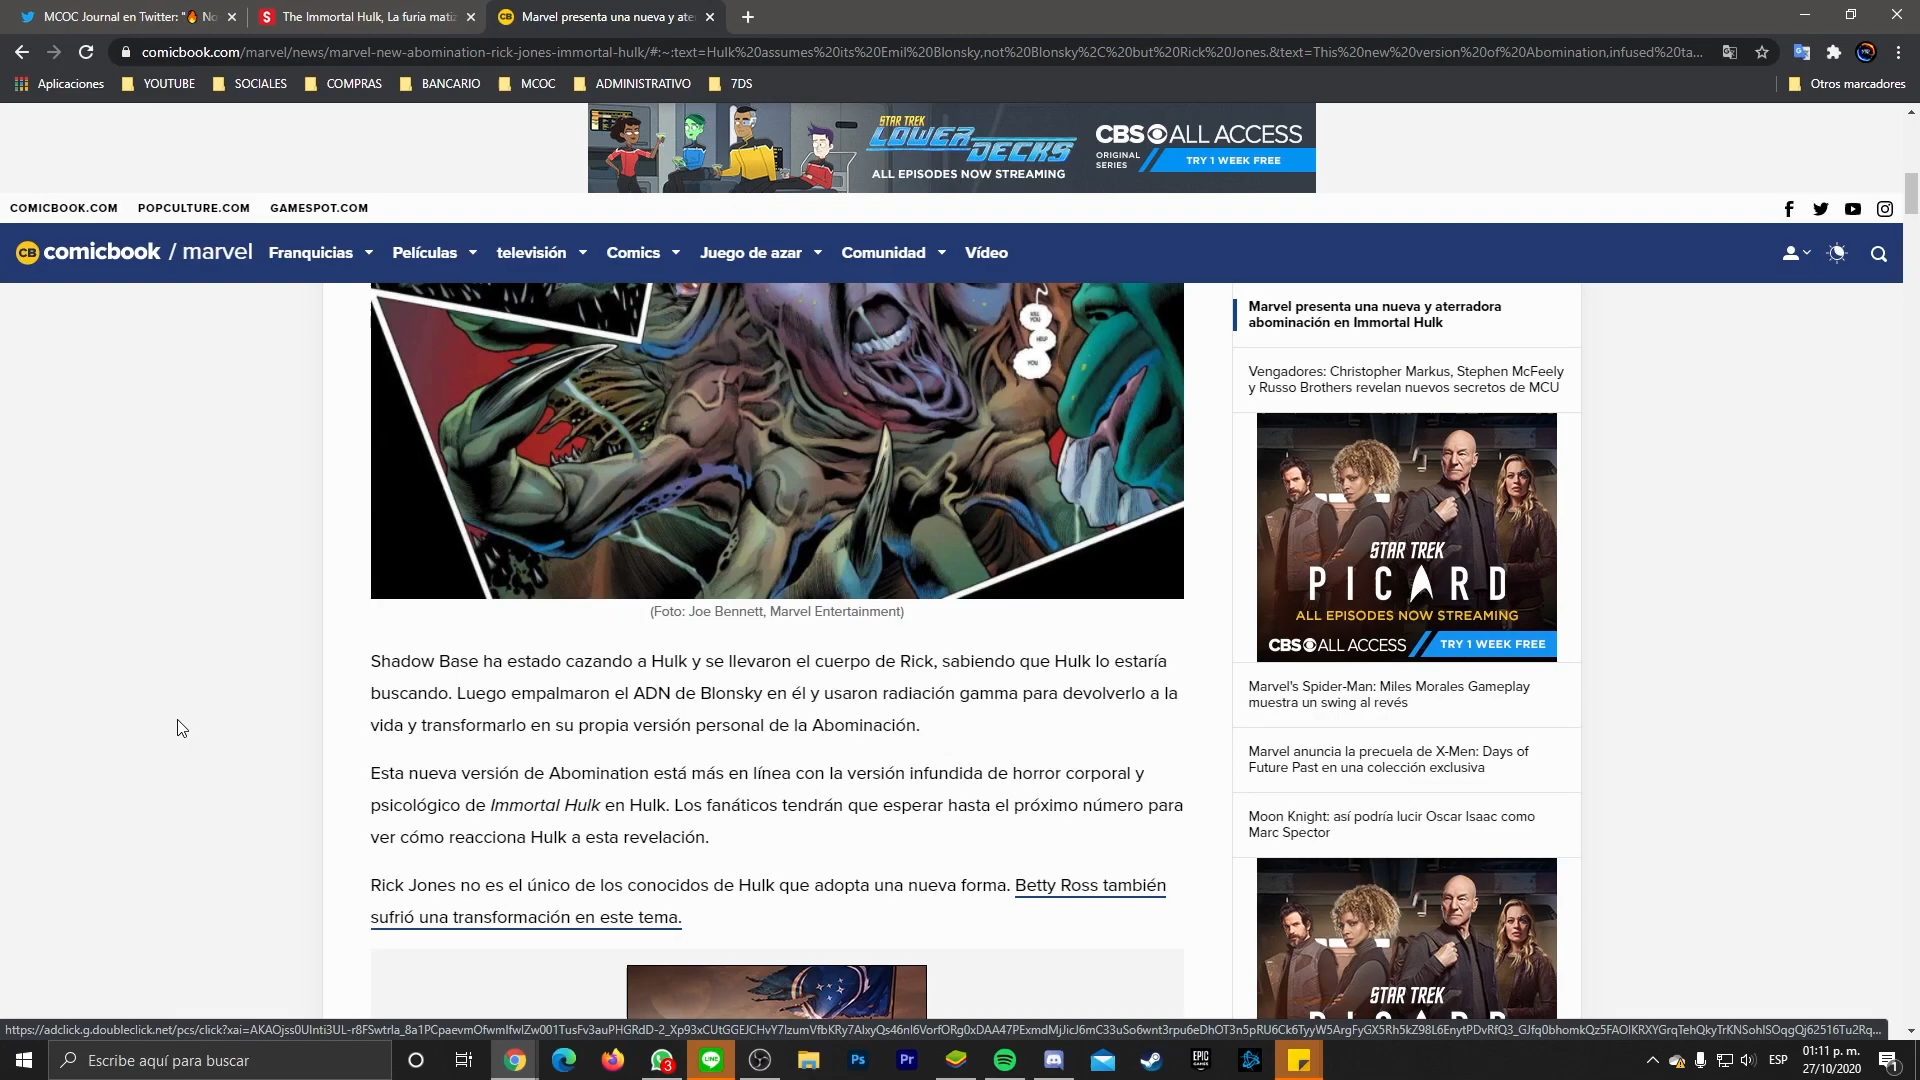 MCOC Journal en Twitter: "🔥 No
The Immortal Hulk, La furia matiz
Marvel presenta una nueva y ate
comicbook.com/marvel/news/marvel-new-abomination-rick-jones-immortal-hulk/#:~:text=Hulk%20assumes%20its%20Emil%20Blonsky,not%20Blonsky%2C%20but%20Rick%20Jones.&text=This%20new%20version%20of%20Abomination,infused%20ta...
Aplicaciones YOUTUBE SOCIALES COMPRAS BANCARIO MCOC ADMINISTRATIVO 7DS Otros marcadores
STAR TREK
LOWER DECKS
ALL EPISODES NOW STREAMING
CBS ALL ACCESS
ORIGINAL SERIES
TRY 1 WEEK FREE
COMICBOOK.COM POPCULTURE.COM GAMESPOT.COM
CB comicbook / marvel Franquicias Películas televisión Comics Juego de azar Comunidad Vídeo
KILL YOU
HELP
YOU
(Foto: Joe Bennett, Marvel Entertainment)
Shadow Base ha estado cazando a Hulk y se llevaron el cuerpo de Rick, sabiendo que Hulk lo estaría
buscando. Luego empalmaron el ADN de Blonsky en él y usaron radiación gamma para devolverlo a la
vida y transformarlo en su propia versión personal de la Abominación.
Esta nueva versión de Abomination está más en línea con la versión infundida de horror corporal y
psicológico de Immortal Hulk en Hulk. Los fanáticos tendrán que esperar hasta el próximo número para
ver cómo reacciona Hulk a esta revelación.
Rick Jones no es el único de los conocidos de Hulk que adopta una nueva forma. Betty Ross también
sufrió una transformación en este tema.
Marvel presenta una nueva y aterradora
abominación en Immortal Hulk
Vengadores: Christopher Markus, Stephen McFeely
y Russo Brothers revelan nuevos secretos de MCU
STAR TREK
PICARD
ALL EPISODES NOW STREAMING
CBS ALL ACCESS TRY 1 WEEK FREE
Marvel's Spider-Man: Miles Morales Gameplay
muestra un swing al revés
Marvel anuncia la precuela de X-Men: Days of
Future Past en una colección exclusiva
Moon Knight: así podría lucir Oscar Isaac como
Marc Spector
STAR TREK
Escribe aquí para buscar
3
Ps
Pr
EPIC GAMES
ESP
01:11 p. m.
27/10/2020
1